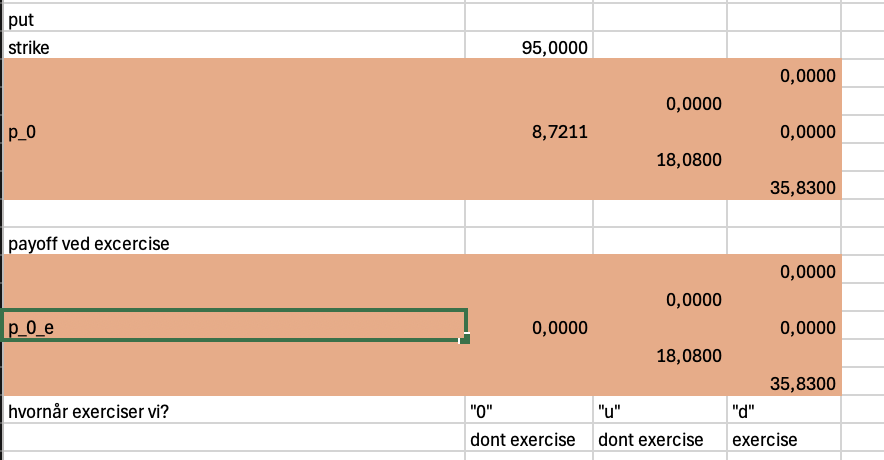 put
strike 95,0000
0,0000
0,0000
p_0 8,7211 0,0000
18,0800
35,8300
payoff ved excercise
0,0000
0,0000
p_0_e 0,0000 0,0000
18,0800
35,8300
hvornår exerciser vi? "0" "u" "d"
dont exercise dont exercise exercise